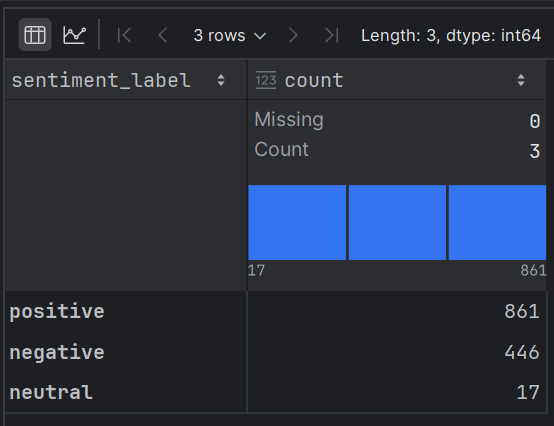 3 rows Length: 3, dtype: int64
sentiment_label 123 count
Missing 0
Count 3
17 861
positive 861
negative 446
neutral 17